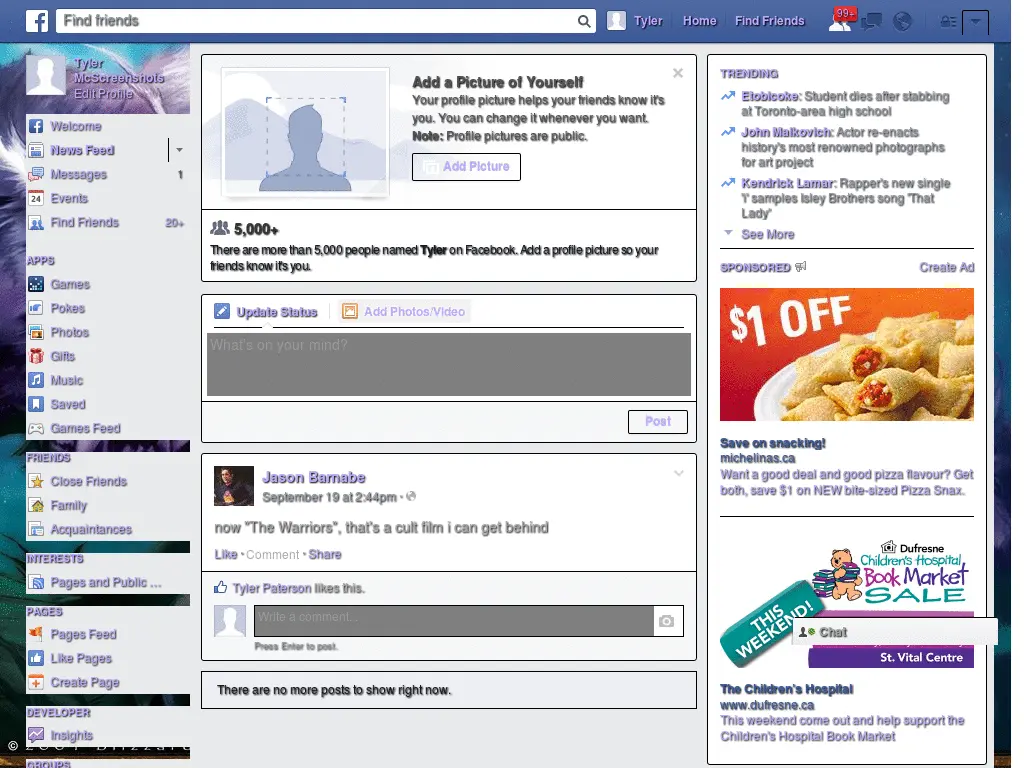 Find friends
Tyler
Home
Find Friends
99+
Tyler
McScreenshots
Edit Profile
Welcome
News Feed
Messages
1
Events
Find Friends
20+
APPS
Games
Pokes
Photos
Gifts
Music
Saved
Games Feed
FRIENDS
Close Friends
Family
Acquaintances
INTERESTS
Pages and Public ...
PAGES
Pages Feed
Like Pages
Create Page
DEVELOPER
Insights
GROUPS
Add a Picture of Yourself
Your profile picture helps your friends know it's
you. You can change it whenever you want.
Note: Profile pictures are public.
Add Picture
5,000+
There are more than 5,000 people named Tyler on Facebook. Add a profile picture so your
friends know it's you.
Update Status
Add Photos/Video
What's on your mind?
Post
Jason Barnabe
September 19 at 2:44pm ·
now "The Warriors", that's a cult film i can get behind
Like · Comment · Share
Tyler Paterson likes this.
Write a comment...
Press Enter to post.
There are no more posts to show right now.
TRENDING
Etobicoke: Student dies after stabbing
at Toronto-area high school
John Malkovich: Actor re-enacts
history's most renowned photographs
for art project
Kendrick Lamar: Rapper's new single
'i' samples Isley Brothers song 'That
Lady'
See More
SPONSORED
Create Ad
$1 OFF
Save on snacking!
michelinas.ca
Want a good deal and good pizza flavour? Get
both, save $1 on NEW bite-sized Pizza Snax.
Dufresne
Children's Hospital
Book Market
SALE
THIS
WEEKEND!
Chat
St. Vital Centre
The Children's Hospital
www.dufresne.ca
This weekend come out and help support the
Children's Hospital Book Market